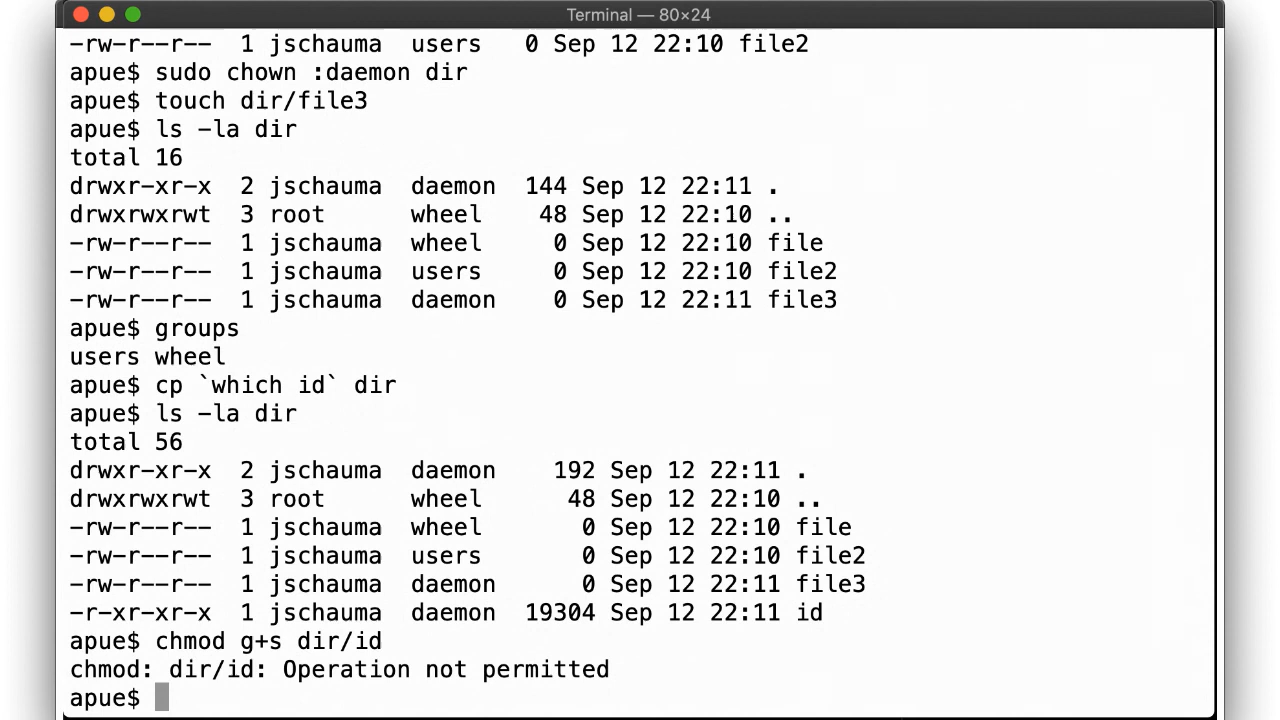 Terminal — 80×24
-rw-r--r--  1 jschauma  users   0 Sep 12 22:10 file2
apue$ sudo chown :daemon dir
apue$ touch dir/file3
apue$ ls -la dir
total 16
drwxr-xr-x  2 jschauma  daemon  144 Sep 12 22:11 .
drwxrwxrwt  3 root      wheel    48 Sep 12 22:10 ..
-rw-r--r--  1 jschauma  wheel     0 Sep 12 22:10 file
-rw-r--r--  1 jschauma  users     0 Sep 12 22:10 file2
-rw-r--r--  1 jschauma  daemon    0 Sep 12 22:11 file3
apue$ groups
users wheel
apue$ cp `which id` dir
apue$ ls -la dir
total 56
drwxr-xr-x  2 jschauma  daemon    192 Sep 12 22:11 .
drwxrwxrwt  3 root      wheel      48 Sep 12 22:10 ..
-rw-r--r--  1 jschauma  wheel       0 Sep 12 22:10 file
-rw-r--r--  1 jschauma  users       0 Sep 12 22:10 file2
-rw-r--r--  1 jschauma  daemon      0 Sep 12 22:11 file3
-r-xr-xr-x  1 jschauma  daemon  19304 Sep 12 22:11 id
apue$ chmod g+s dir/id
chmod: dir/id: Operation not permitted
apue$